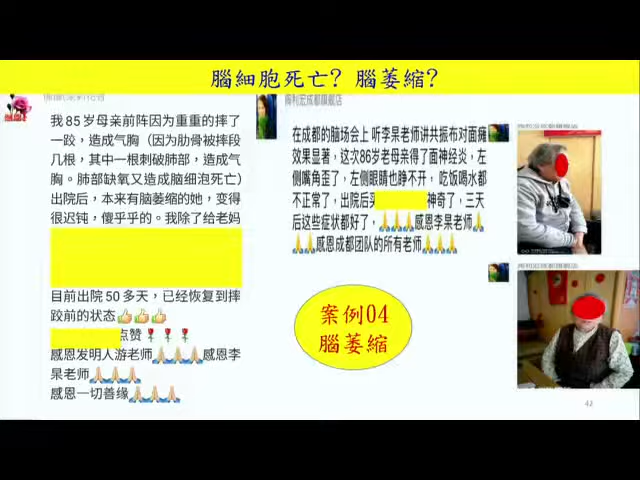 腦細胞死亡? 腦萎縮?
我85岁母亲前阵因为重重的摔了
一跤，造成气胸（因为肋骨被摔段
几根，其中一根刺破肺部，造成气
胸。肺部缺氧又造成脑细泡死亡）
出院后，本来有脑萎缩的她，变得
很迟钝，傻乎乎的。我除了给老妈
目前出院50多天，已经恢复到摔
跤前的状态👍👍👍
点赞🌹🌹🌹
感恩发明人游老师🙏🙏🙏感恩李
杲老师🙏🙏🙏
感恩一切善缘🙏🙏🙏
在成都的脑场会上 听李杲老师讲共振布对面瘫
效果显著，这次86岁老母亲得了面神经炎，左
侧嘴角歪了，左侧眼睛也睁不开，吃饭喝水都
不正常了，出院后买
神奇了，三天
后这些症状都好了，🙏🙏🙏感恩李杲老师🙏
🙏🙏感恩成都团队的所有老师🙏🙏🙏
案例04
腦萎縮
42